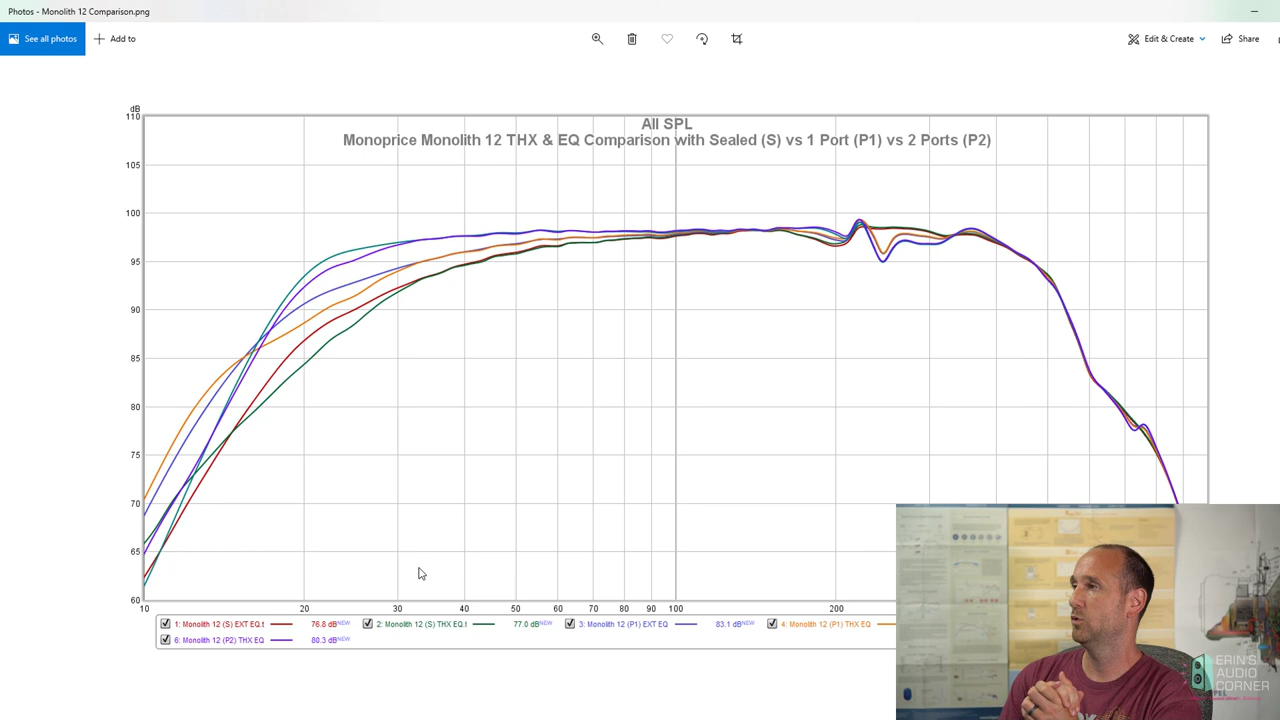 Photos - Monolith 12 Comparison.png
See all photos
Add to
Edit & Create
Share
dB
110
All SPL
Monoprice Monolith 12 THX & EQ Comparison with Sealed (S) vs 1 Port (P1) vs 2 Ports (P2)
105
100
95
90
85
80
75
70
65
60
10 20 30 40 50 60 70 80 90 100 200
1: Monolith 12 (S) EXT EQ.t 76.8 dB NEW 2: Monolith 12 (S) THX EQ.t 77.0 dB NEW 3: Monolith 12 (P1) EXT EQ 83.1 dB NEW 4: Monolith 12 (P1) THX EQ
6: Monolith 12 (P2) THX EQ 80.3 dB NEW
ERIN'S
AUDIO
CORNER